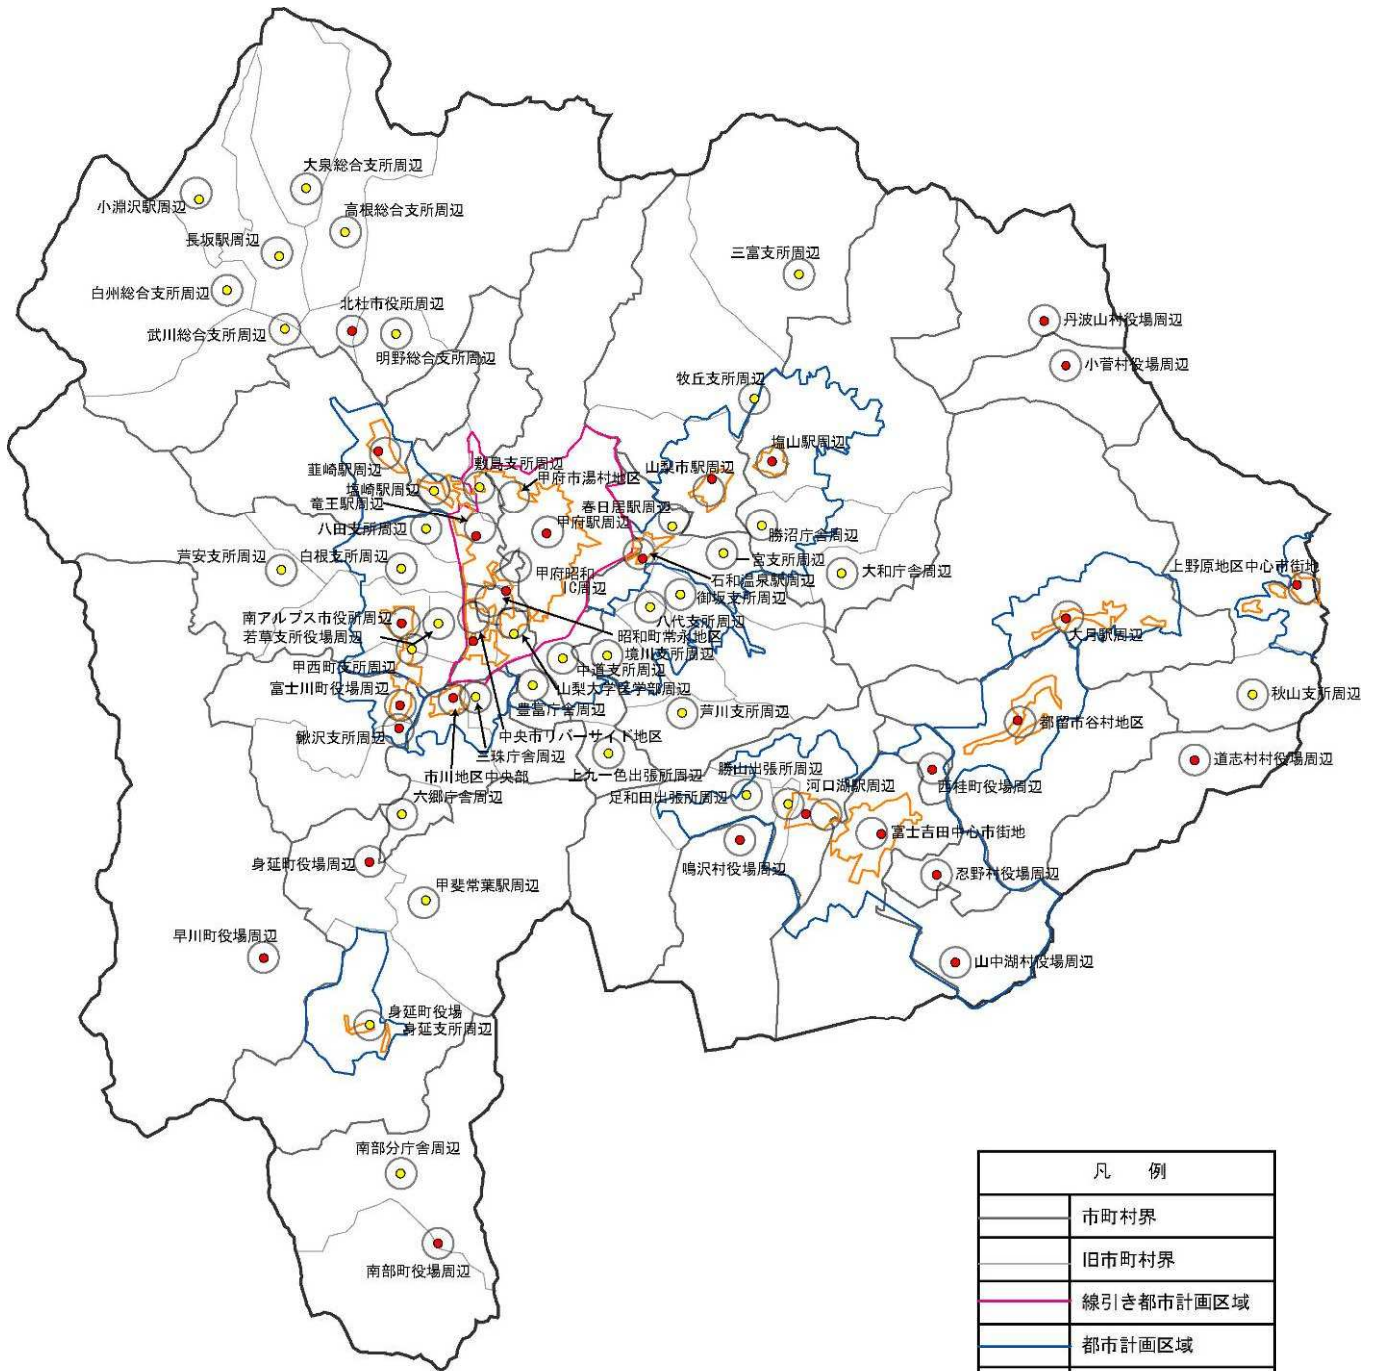 大泉総合支所周辺
小淵沢駅周辺
高根総合支所周辺
長坂駅周辺
三富支所周辺
白州総合支所周辺
北杜市役所周辺
武川総合支所周辺
明野総合支所周辺
丹波山村役場周辺
小菅村役場周辺
牧丘支所周辺
塩山駅周辺
韮崎駅周辺
敷島支所周辺
甲府市湯村地区
山梨市駅周辺
塩崎駅周辺
竜王駅周辺
春日居駅周辺
八田支所周辺
甲府駅周辺
勝沼庁舎周辺
芦安支所周辺
白根支所周辺
宮支所周辺
大和庁舎周辺
上野原地区中心市街地
甲府昭和
IC周辺
石和温泉駅周辺
御坂支所周辺
南アルプス市役所周辺
八代支所周辺
若草支所役場周辺
昭和町常永地区
大月駅周辺
甲西町支所周辺
境川支所周辺
中道支所周辺
富士川町役場周辺
山梨大学医学部周辺
秋山支所周辺
豊富庁舎周辺
芦川支所周辺
都留市谷村地区
鰍沢支所周辺
中央市リバーサイド地区
三珠庁舎周辺
道志村村役場周辺
市川地区中央部
上九一色出張所周辺
勝山出張所周辺
河口湖駅周辺
西桂町役場周辺
六郷庁舎周辺
足和田出張所周辺
富士吉田中心市街地
身延町役場周辺
鳴沢村役場周辺
忍野村役場周辺
甲斐常葉駅周辺
早川町役場周辺
山中湖村役場周辺
身延町役場
身延支所周辺
南部分庁舎周辺
南部町役場周辺
凡 例
市町村界
旧市町村界
線引き都市計画区域
都市計画区域